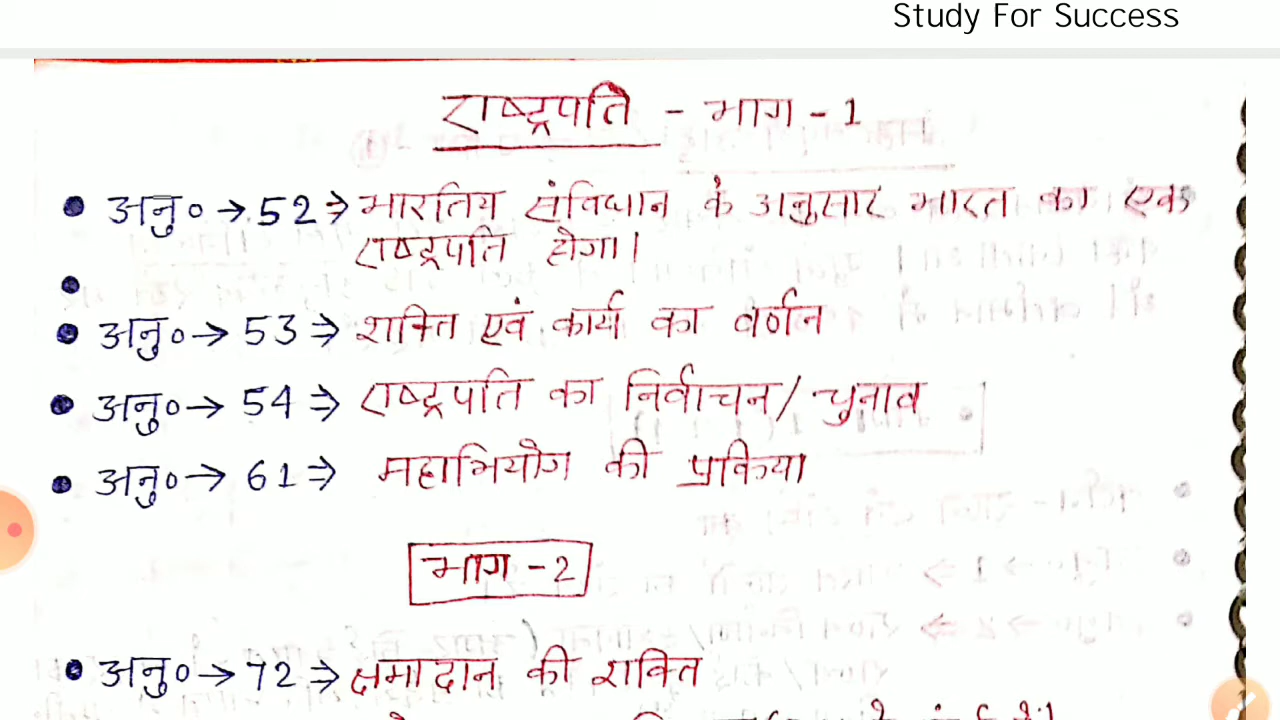 Study For Success
राष्ट्रपति - भाग - 1
• अनु० → 52 ⇒ भारतिय संविधान के अनुसार भारत का एक
राष्ट्रपति होगा।
•
• अनु० → 53 ⇒ शक्ति एवं कार्य का वर्णन
• अनु० → 54 ⇒ राष्ट्रपति का निर्वाचन / चुनाव
• अनु० → 61 ⇒ महाभियोग की प्रकिया
भाग - 2
• अनु० → 72 ⇒ क्षमादान की शक्ति